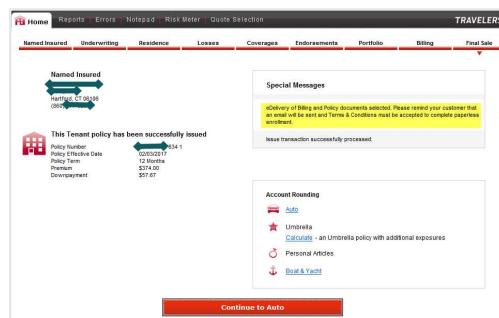 Home Reports Errors Notepad Risk Meter Quote Selection TRAVELERS
Named Insured Underwriting Residence Losses Coverages Endorsements Portfolio Billing Final Sale
Named Insured
Hartford, CT 06106
(860)
This Tenant policy has been successfully issued
Policy Number 634 1
Policy Effective Date 02/03/2017
Policy Term 12 Months
Premium $374.00
Downpayment $57.67
Special Messages
eDelivery of Billing and Policy documents selected. Please remind your customer that
an email will be sent and Terms & Conditions must be accepted to complete paperless
enrollment.
Issue transaction successfully processed.
Account Rounding
Auto
Umbrella
Calculate - an Umbrella policy with additional exposures
Personal Articles
Boat & Yacht
Continue to Auto